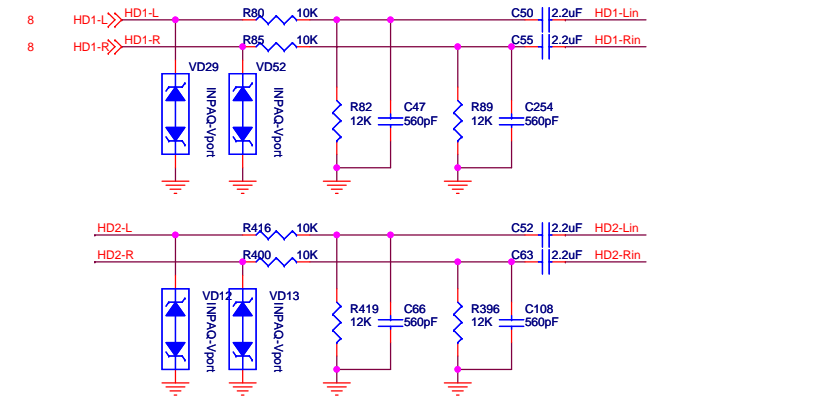 8 HD1-L HD1-L R80 10K C50 2.2uF HD1-Lin
8 HD1-R HD1-R R85 10K C55 2.2uF HD1-Rin
VD29 VD52
INPAQ-Vport INPAQ-Vport
R82 C47 R89 C254
12K 560pF 12K 560pF
HD2-L R416 10K C52 2.2uF HD2-Lin
HD2-R R400 10K C63 2.2uF HD2-Rin
VD12 VD13
INPAQ-Vport INPAQ-Vport
R419 C66 R396 C108
12K 560pF 12K 560pF